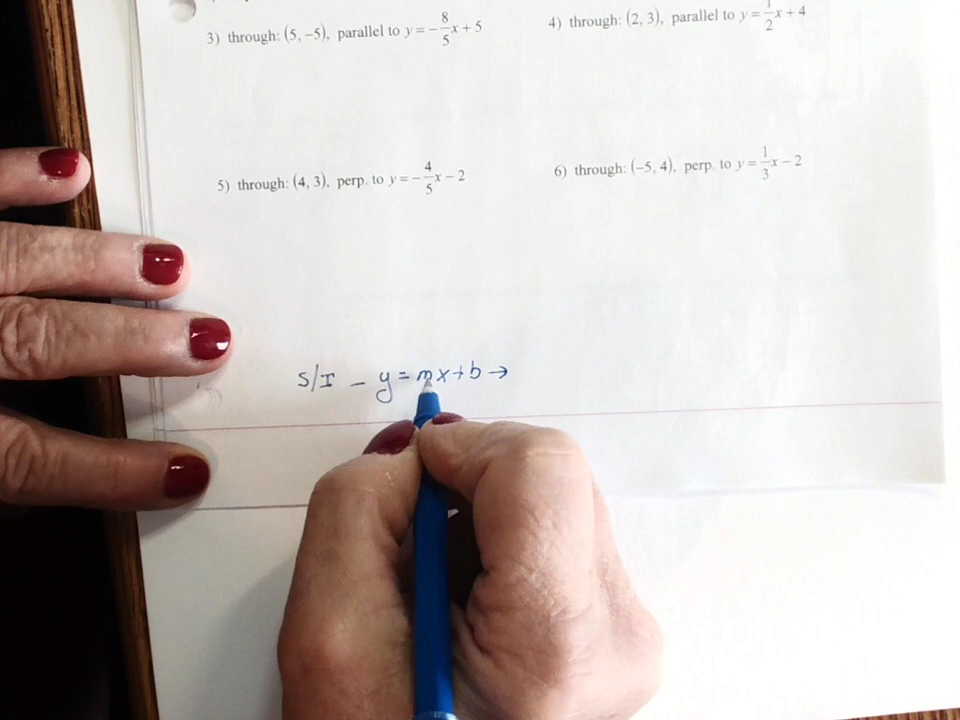 3) through: (5, –5), parallel to y = –8/5x + 5
4) through: (2, 3), parallel to y = 1/2x + 4
5) through: (4, 3), perp. to y = –4/5x – 2
6) through: (–5, 4), perp. to y = 1/3x – 2
S/I – y = mx+b →